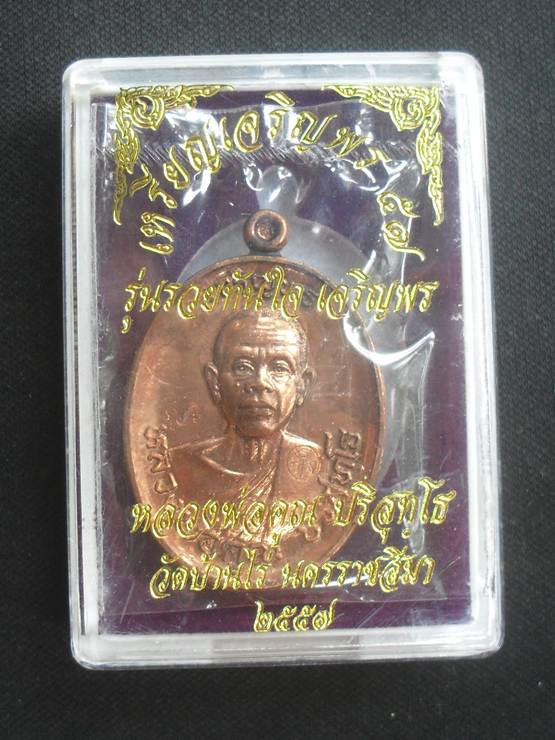 เหรียญเจริญพร
รุ่นรวยทันใจ เจริญพร
หลวงพ่อคูณ ปริสุทฺโธ
วัดบ้านไร่ นครราชสีมา
๒๕๕๗